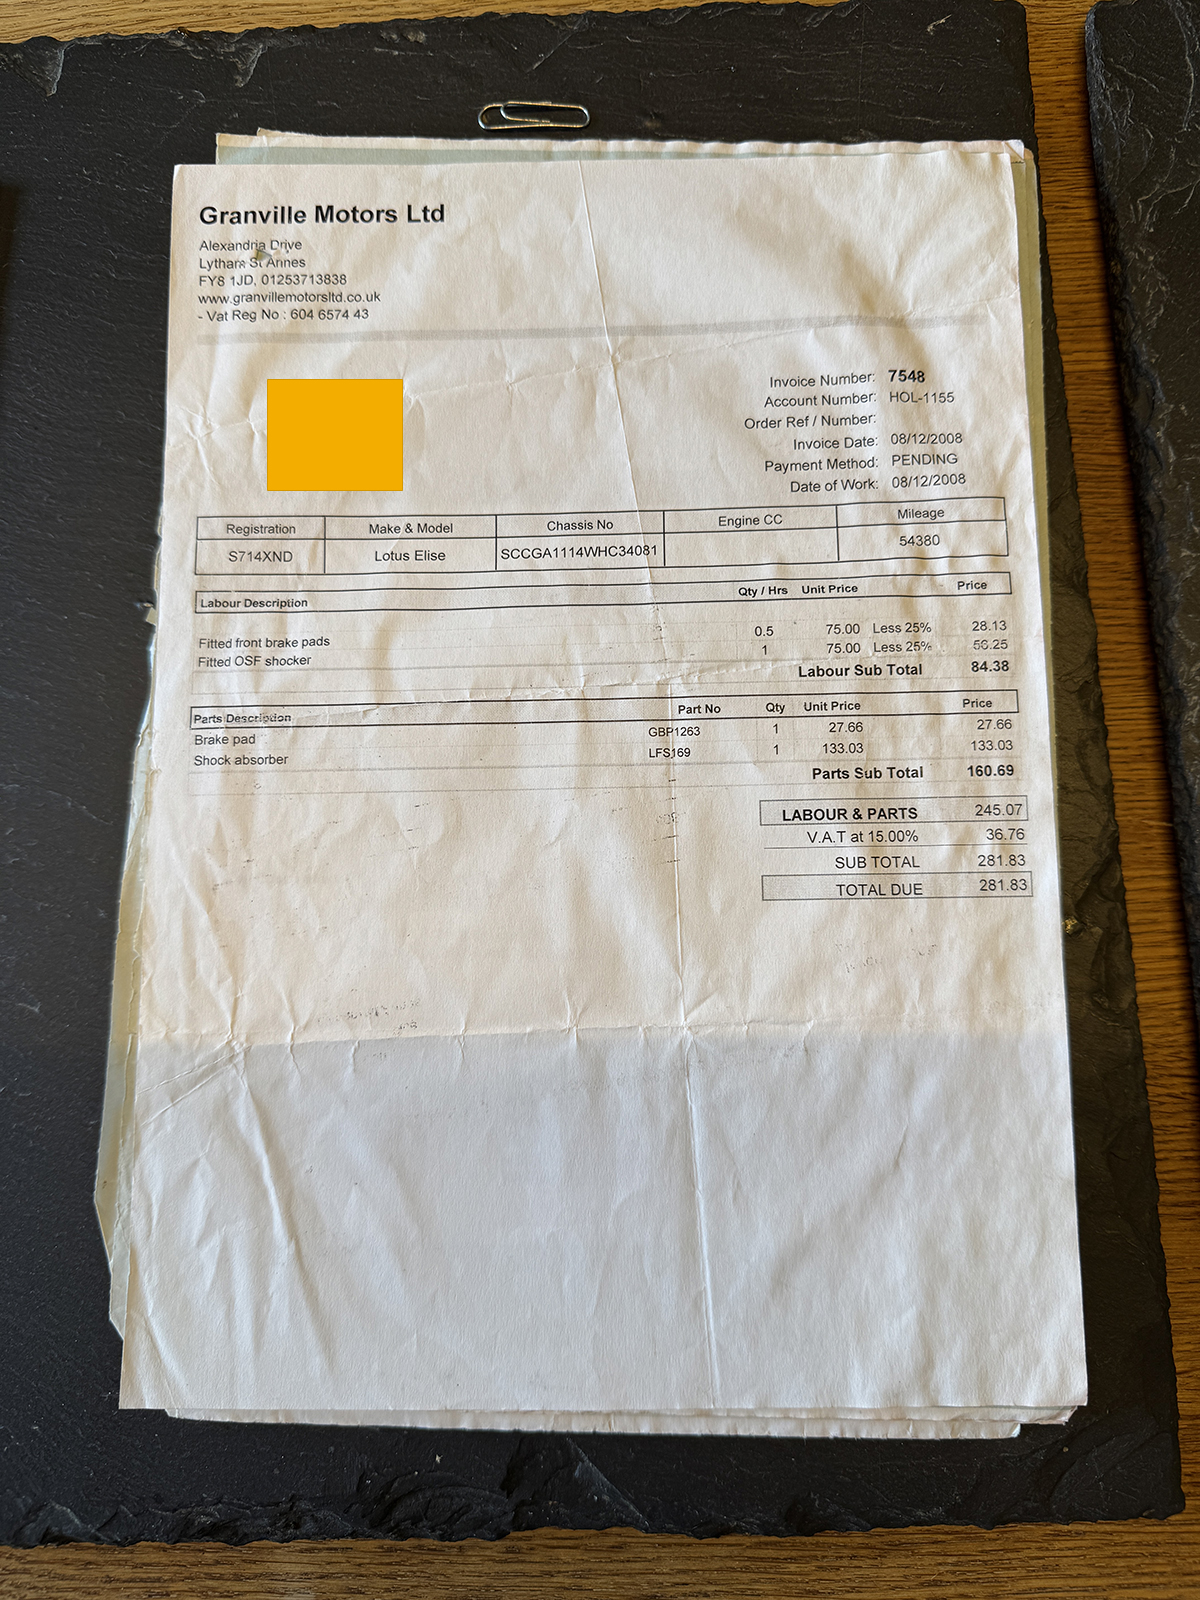 Granville Motors Ltd
Alexandria Drive
Lytham St Annes
FY8 1JD, 01253713838
www.granvillemotorsltd.co.uk
- Vat Reg No : 604 6574 43
Invoice Number: 7548
Account Number: HOL-1155
Order Ref / Number:
Invoice Date: 08/12/2008
Payment Method: PENDING
Date of Work: 08/12/2008
Registration Make & Model Chassis No Engine CC Mileage
S714XND Lotus Elise SCCGA1114WHC34081 54380
Labour Description Qty / Hrs Unit Price Price
Fitted front brake pads 0.5 75.00 Less 25% 28.13
Fitted OSF shocker 1 75.00 Less 25% 56.25
Labour Sub Total 84.38
Parts Description Part No Qty Unit Price Price
Brake pad GBP1263 1 27.66 27.66
Shock absorber LFS169 1 133.03 133.03
Parts Sub Total 160.69
LABOUR & PARTS 245.07
V.A.T at 15.00% 36.76
SUB TOTAL 281.83
TOTAL DUE 281.83